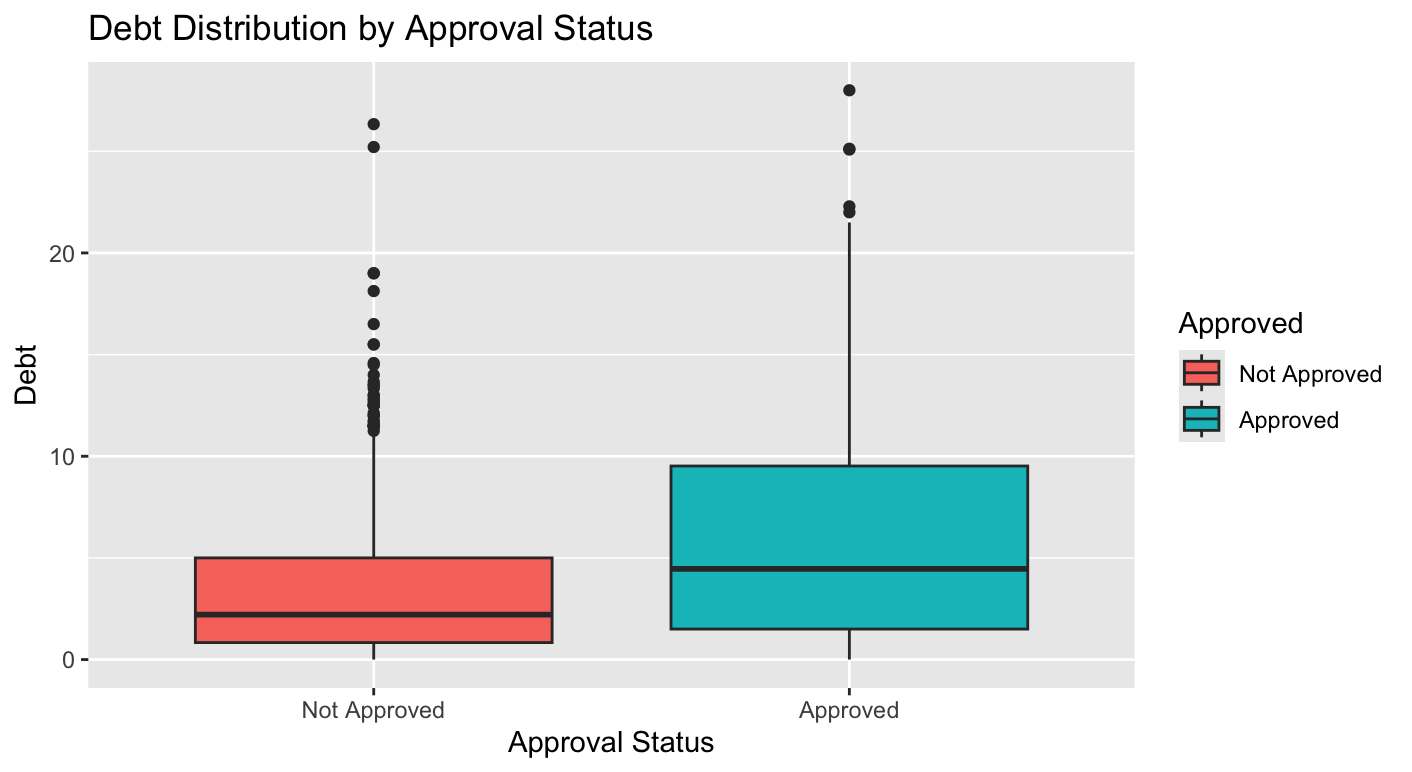 Debt Distribution by Approval Status
Debt
20
10
0
Not Approved
Approved
Approval Status
Approved
Not Approved
Approved